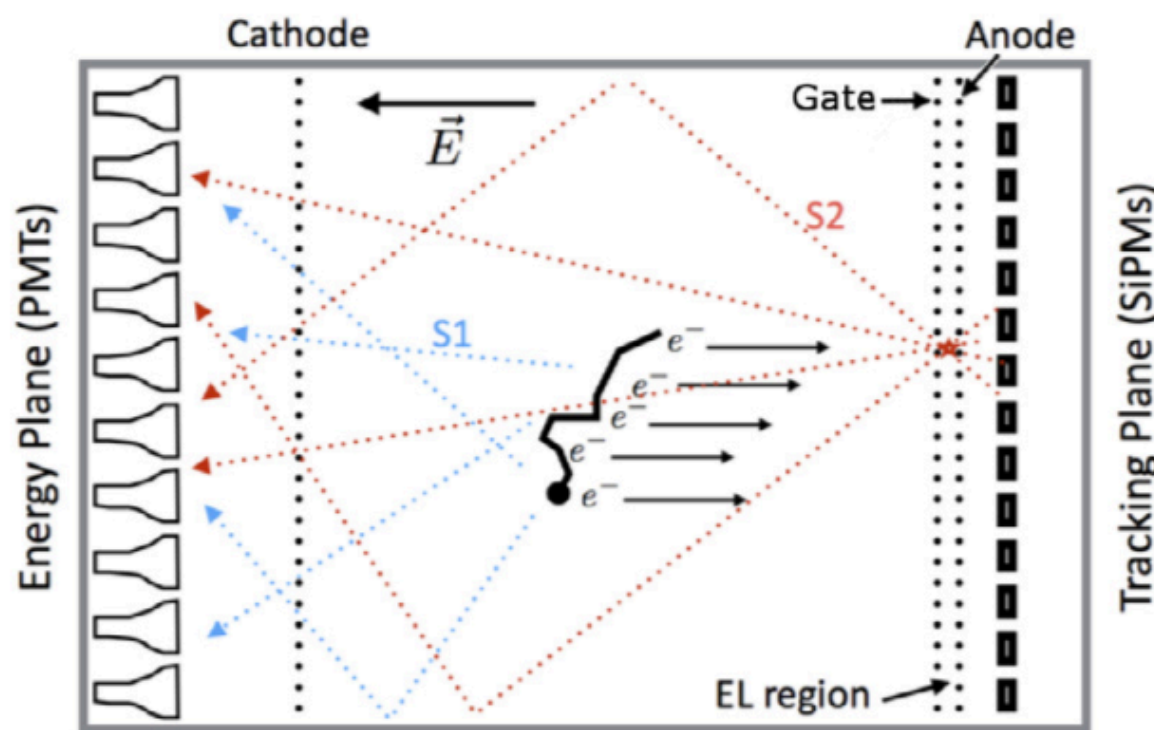 Cathode
Anode
Gate
E
S2
S1
e⁻
e⁻
e⁻
e⁻
e⁻
EL region
Energy Plane (PMTs)
Tracking Plane (SiPMs)